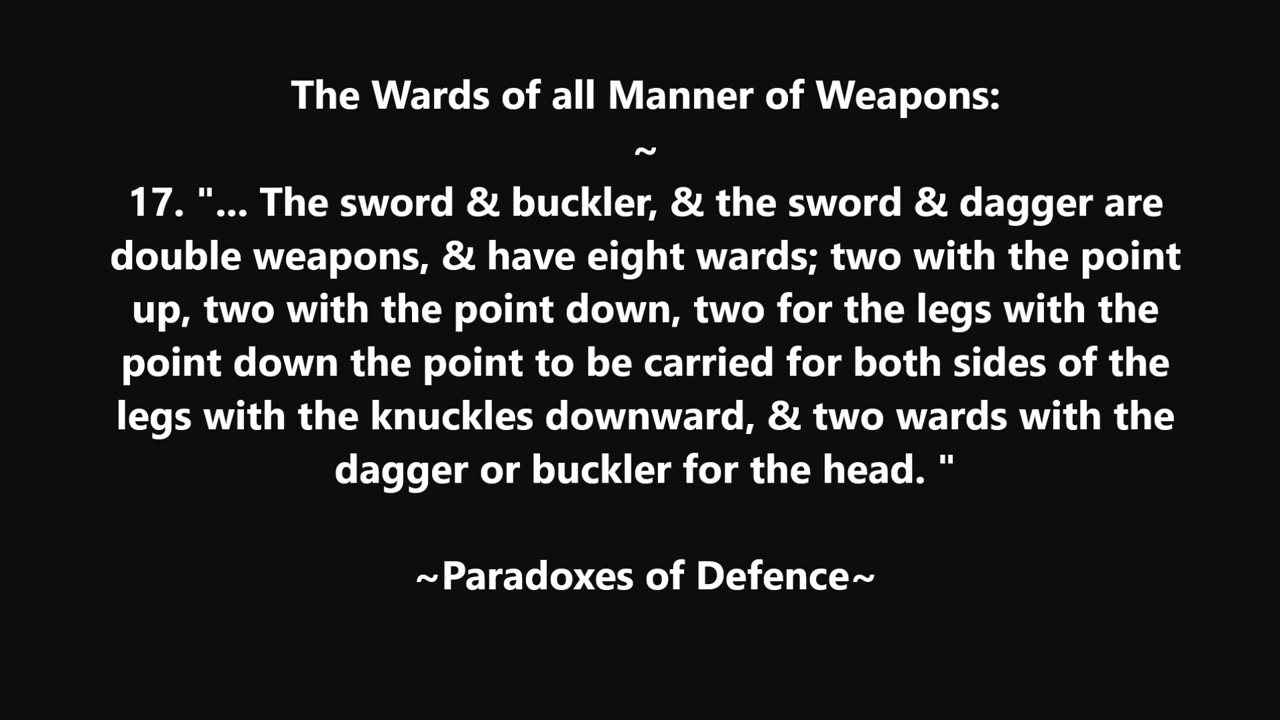 The Wards of all Manner of Weapons:
~
17. "... The sword & buckler, & the sword & dagger are
double weapons, & have eight wards; two with the point
up, two with the point down, two for the legs with the
point down the point to be carried for both sides of the
legs with the knuckles downward, & two wards with the
dagger or buckler for the head. "
~Paradoxes of Defence~